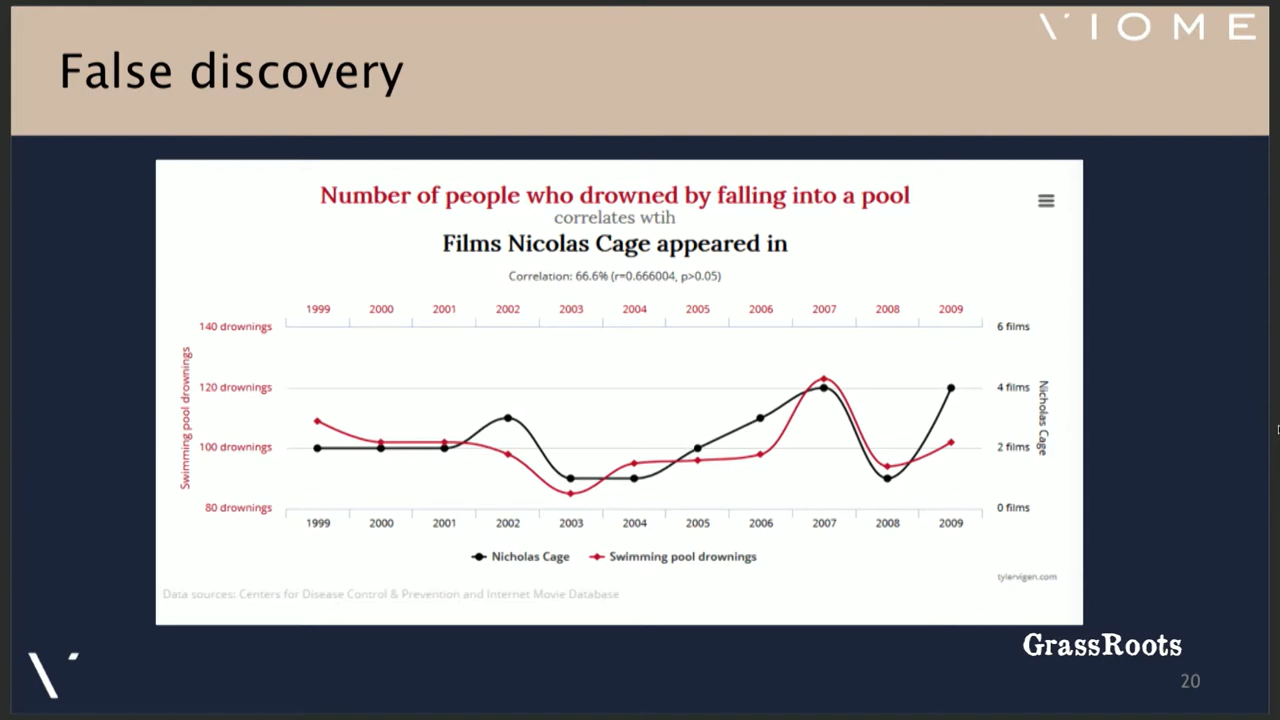 VIOME
False discovery
Number of people who drowned by falling into a pool
correlates wtih
Films Nicolas Cage appeared in
Correlation: 66.6% (r=0.666004, p>0.05)
1999 2000 2001 2002 2003 2004 2005 2006 2007 2008 2009
140 drownings 6 films
120 drownings 4 films
100 drownings 2 films
80 drownings 0 films
Swimming pool drownings
Nicholas Cage
1999 2000 2001 2002 2003 2004 2005 2006 2007 2008 2009
Nicholas Cage Swimming pool drownings
tylervigen.com
Data sources: Centers for Disease Control & Prevention and Internet Movie Database
GrassRoots
20